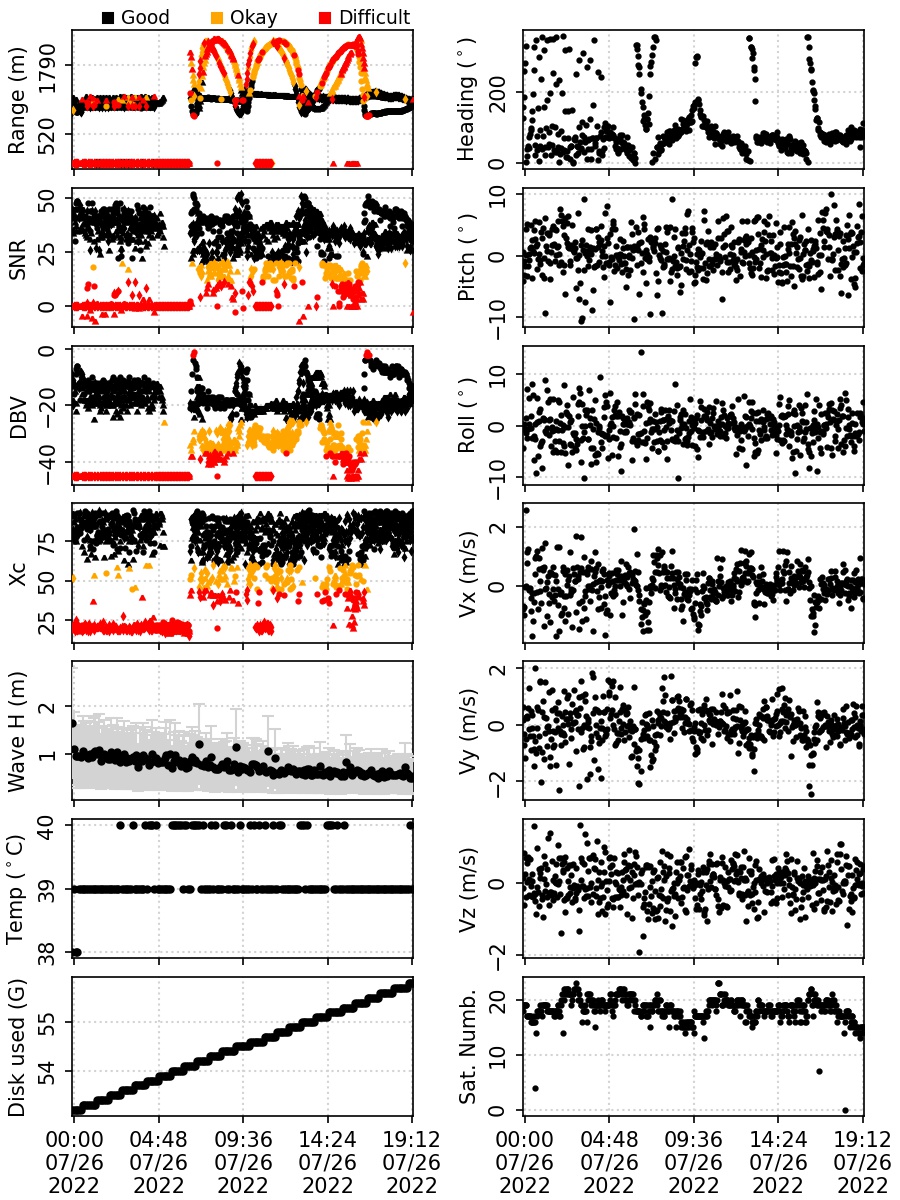 Good Okay Difficult
Range (m)
1790
520
Heading (°)
200
0
SNR
50
25
0
Pitch (°)
10
0
−10
DBV
0
−20
−40
Roll (°)
10
0
−10
Xc
75
50
25
Vx (m/s)
2
0
Wave H (m)
2
1
Vy (m/s)
2
0
−2
Temp (°C)
40
39
38
Vz (m/s)
0
−2
Disk used (G)
55
54
Sat. Numb.
20
10
0
00:00 04:48 09:36 14:24 19:12
07/26 07/26 07/26 07/26 07/26
2022 2022 2022 2022 2022
00:00 04:48 09:36 14:24 19:12
07/26 07/26 07/26 07/26 07/26
2022 2022 2022 2022 2022